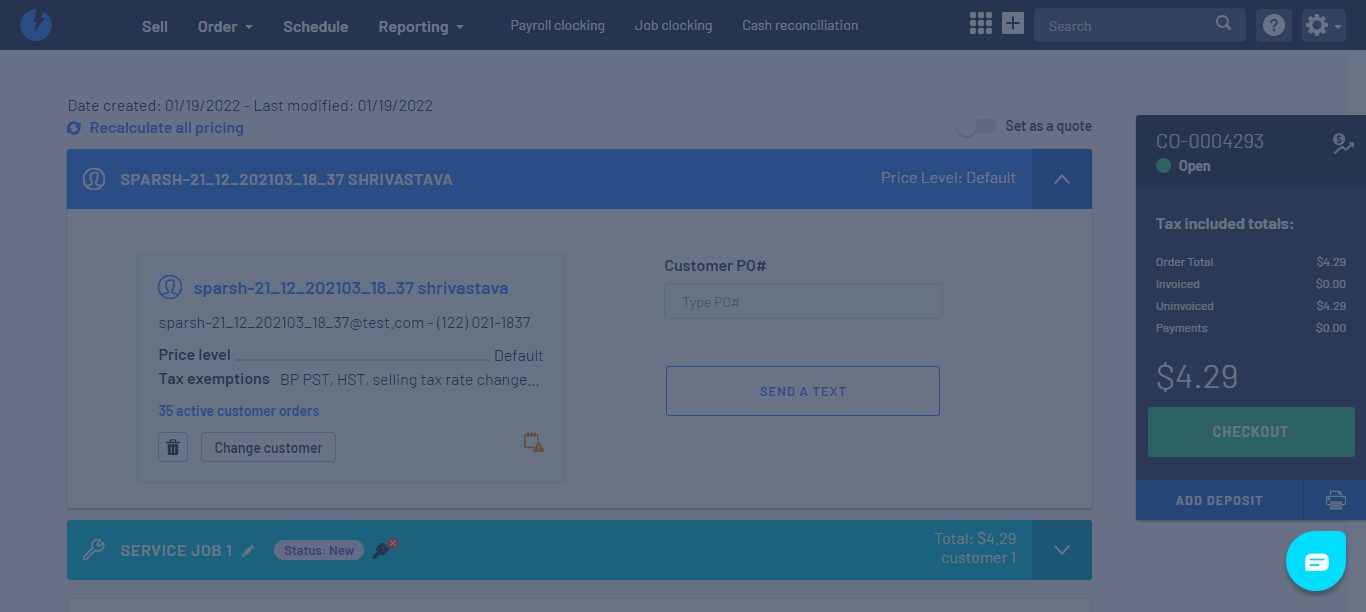 Sell Order Schedule Reporting Payroll clocking Job clocking Cash reconciliation Search
Date created: 01/19/2022 - Last modified: 01/19/2022
Recalculate all pricing
Set as a quote
SPARSH-21_12_202103_18_37 SHRIVASTAVA
Price Level: Default
sparsh-21_12_202103_18_37 shrivastava
sparsh-21_12_202103_18_37@test.com - (122) 021-1837
Price level Default
Tax exemptions BP PST, HST, selling tax rate change...
35 active customer orders
Change customer
Customer PO#
Type PO#
SEND A TEXT
SERVICE JOB 1 Status: New
Total: $4.29
customer 1
CO-0004293
Open
Tax included totals:
Order Total $4.29
Invoiced $0.00
Uninvoiced $4.29
Payments $0.00
$4.29
CHECKOUT
ADD DEPOSIT